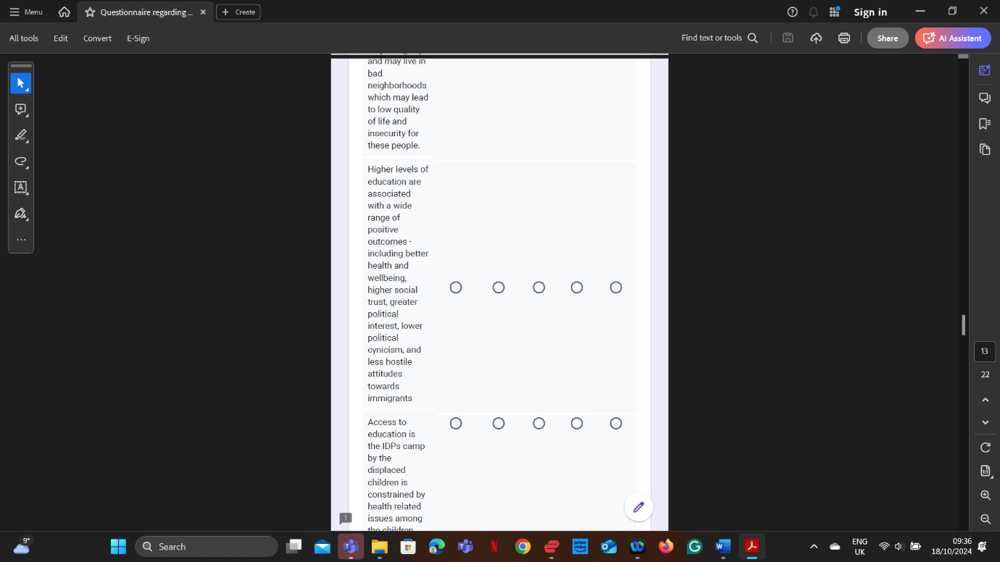 Menu
Questionnaire regarding ...
Create
Sign in
All tools
Edit
Convert
E-Sign
Find text or tools
Share
AI Assistant
and may live in
bad
neighborhoods
which may lead
to low quality
of life and
insecurity for
these people.
Higher levels of
education are
associated
with a wide
range of
positive
outcomes -
including better
health and
wellbeing,
higher social
trust, greater
political
interest, lower
political
cynicism, and
less hostile
attitudes
towards
immigrants
Access to
education is
the IDPs camp
by the
displaced
children is
constrained by
health related
issues among
the children
13
22
9°
Search
prime video
ENG
UK
09:36
18/10/2024